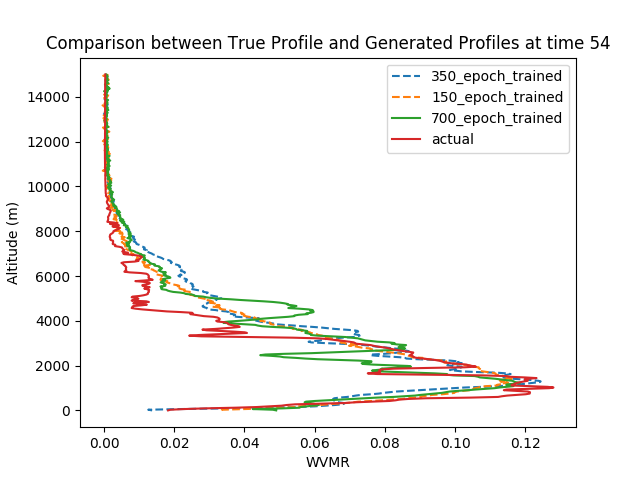 Comparison between True Profile and Generated Profiles at time 54
350_epoch_trained
150_epoch_trained
700_epoch_trained
actual
Altitude (m)
14000
12000
10000
8000
6000
4000
2000
0
0.00 0.02 0.04 0.06 0.08 0.10 0.12
WVMR